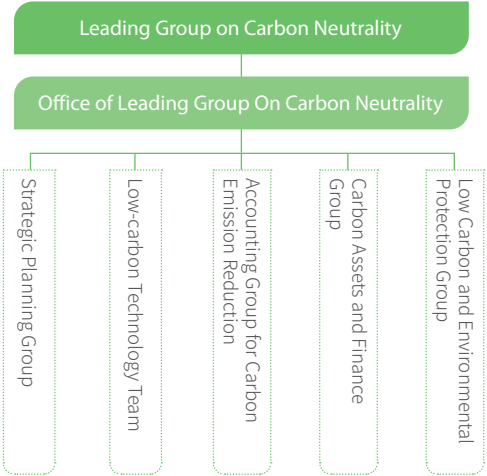 Leading Group on Carbon Neutrality
Office of Leading Group On Carbon Neutrality
Strategic Planning Group
Low-carbon Technology Team
Accounting Group for Carbon
Emission Reduction
Carbon Assets and Finance
Group
Low Carbon and Environmental
Protection Group